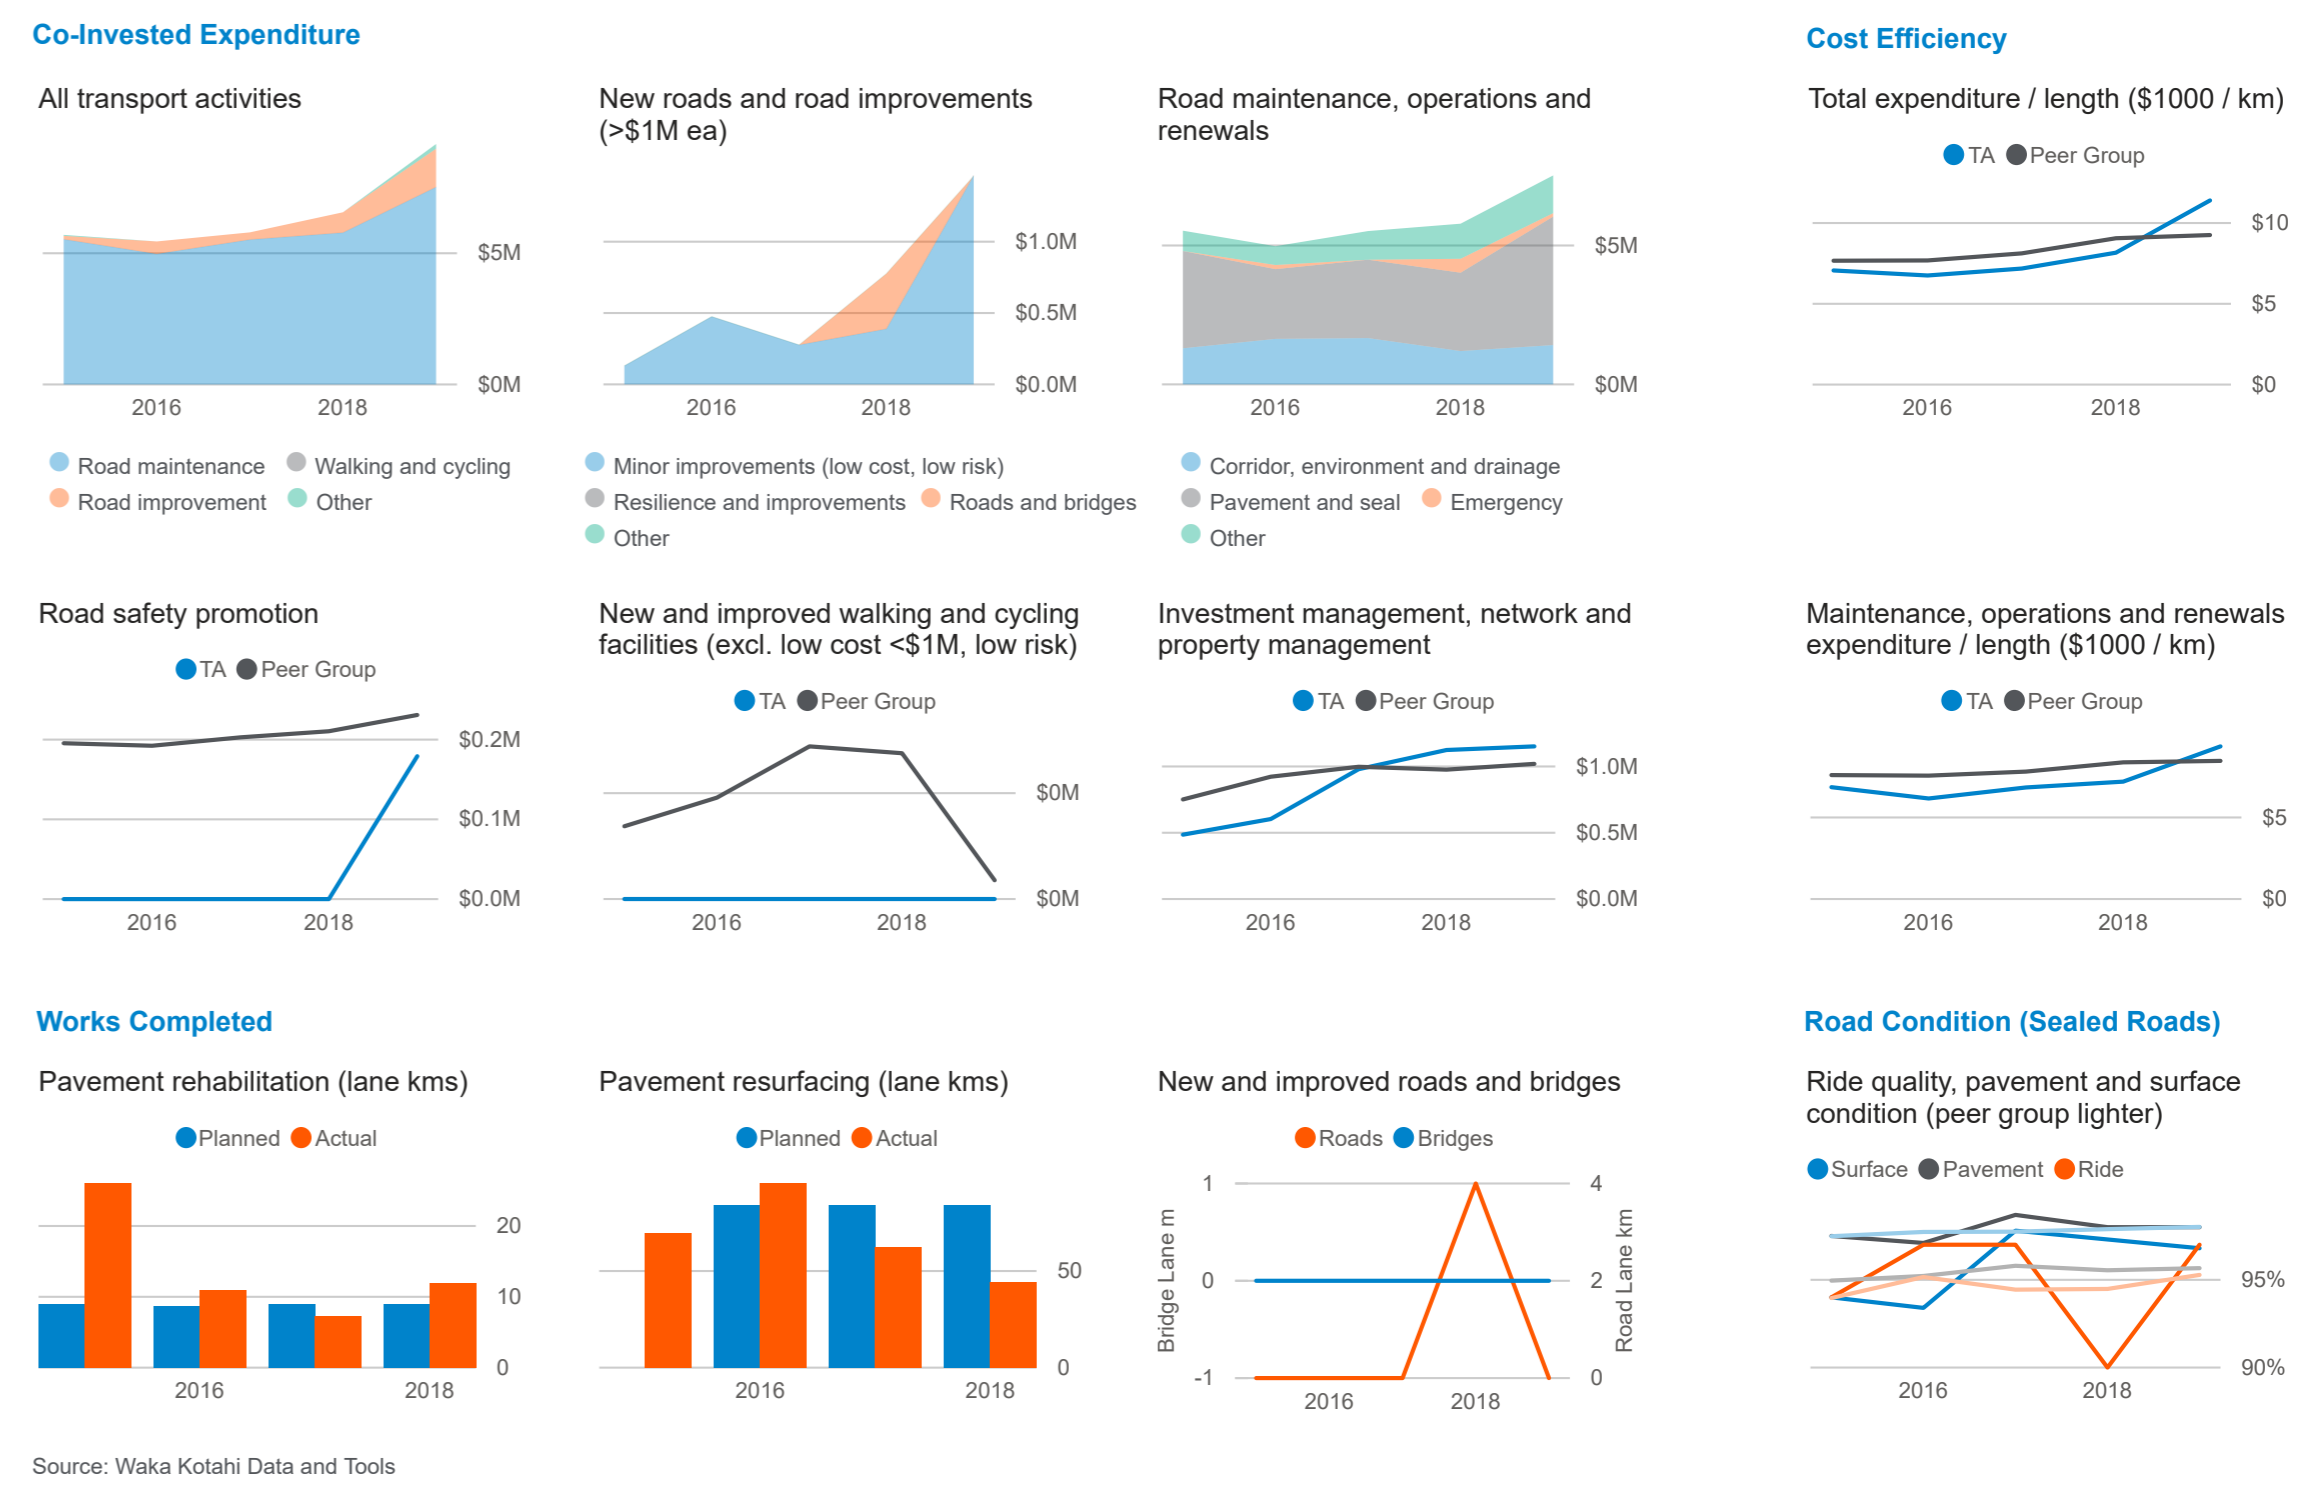 Co-Invested Expenditure
Cost Efficiency
All transport activities
$5M
$0M
2016 2018
Road maintenance Walking and cycling
Road improvement Other
New roads and road improvements
(>$1M ea)
$1.0M
$0.5M
$0.0M
2016 2018
Minor improvements (low cost, low risk)
Resilience and improvements Roads and bridges
Other
Road maintenance, operations and
renewals
$5M
$0M
2016 2018
Corridor, environment and drainage
Pavement and seal Emergency
Other
Total expenditure / length ($1000 / km)
TA Peer Group
$10
$5
$0
2016 2018
Road safety promotion
TA Peer Group
$0.2M
$0.1M
$0.0M
2016 2018
New and improved walking and cycling
facilities (excl. low cost <$1M, low risk)
TA Peer Group
$0M
$0M
2016 2018
Investment management, network and
property management
TA Peer Group
$1.0M
$0.5M
$0.0M
2016 2018
Maintenance, operations and renewals
expenditure / length ($1000 / km)
TA Peer Group
$5
$0
2016 2018
Works Completed
Road Condition (Sealed Roads)
Pavement rehabilitation (lane kms)
Planned Actual
20
10
0
2016 2018
Pavement resurfacing (lane kms)
Planned Actual
50
0
2016 2018
New and improved roads and bridges
Roads Bridges
Bridge Lane m
1
0
-1
4
2
0
Road Lane km
2016 2018
Ride quality, pavement and surface
condition (peer group lighter)
Surface Pavement Ride
95%
90%
2016 2018
Source: Waka Kotahi Data and Tools